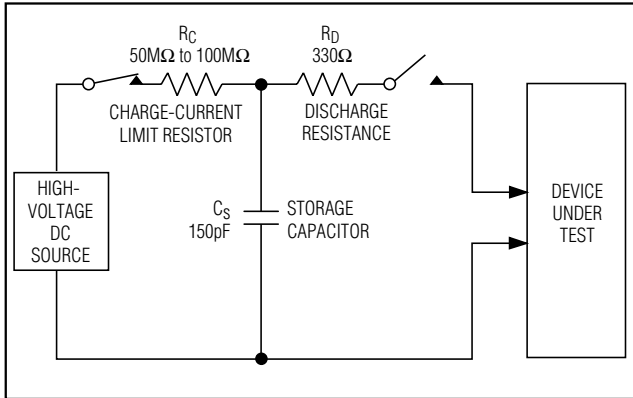 R_C
50MΩ to 100MΩ
CHARGE-CURRENT
LIMIT RESISTOR
R_D
330Ω
DISCHARGE
RESISTANCE
HIGH-
VOLTAGE
DC
SOURCE
C_S
150pF
STORAGE
CAPACITOR
DEVICE
UNDER
TEST